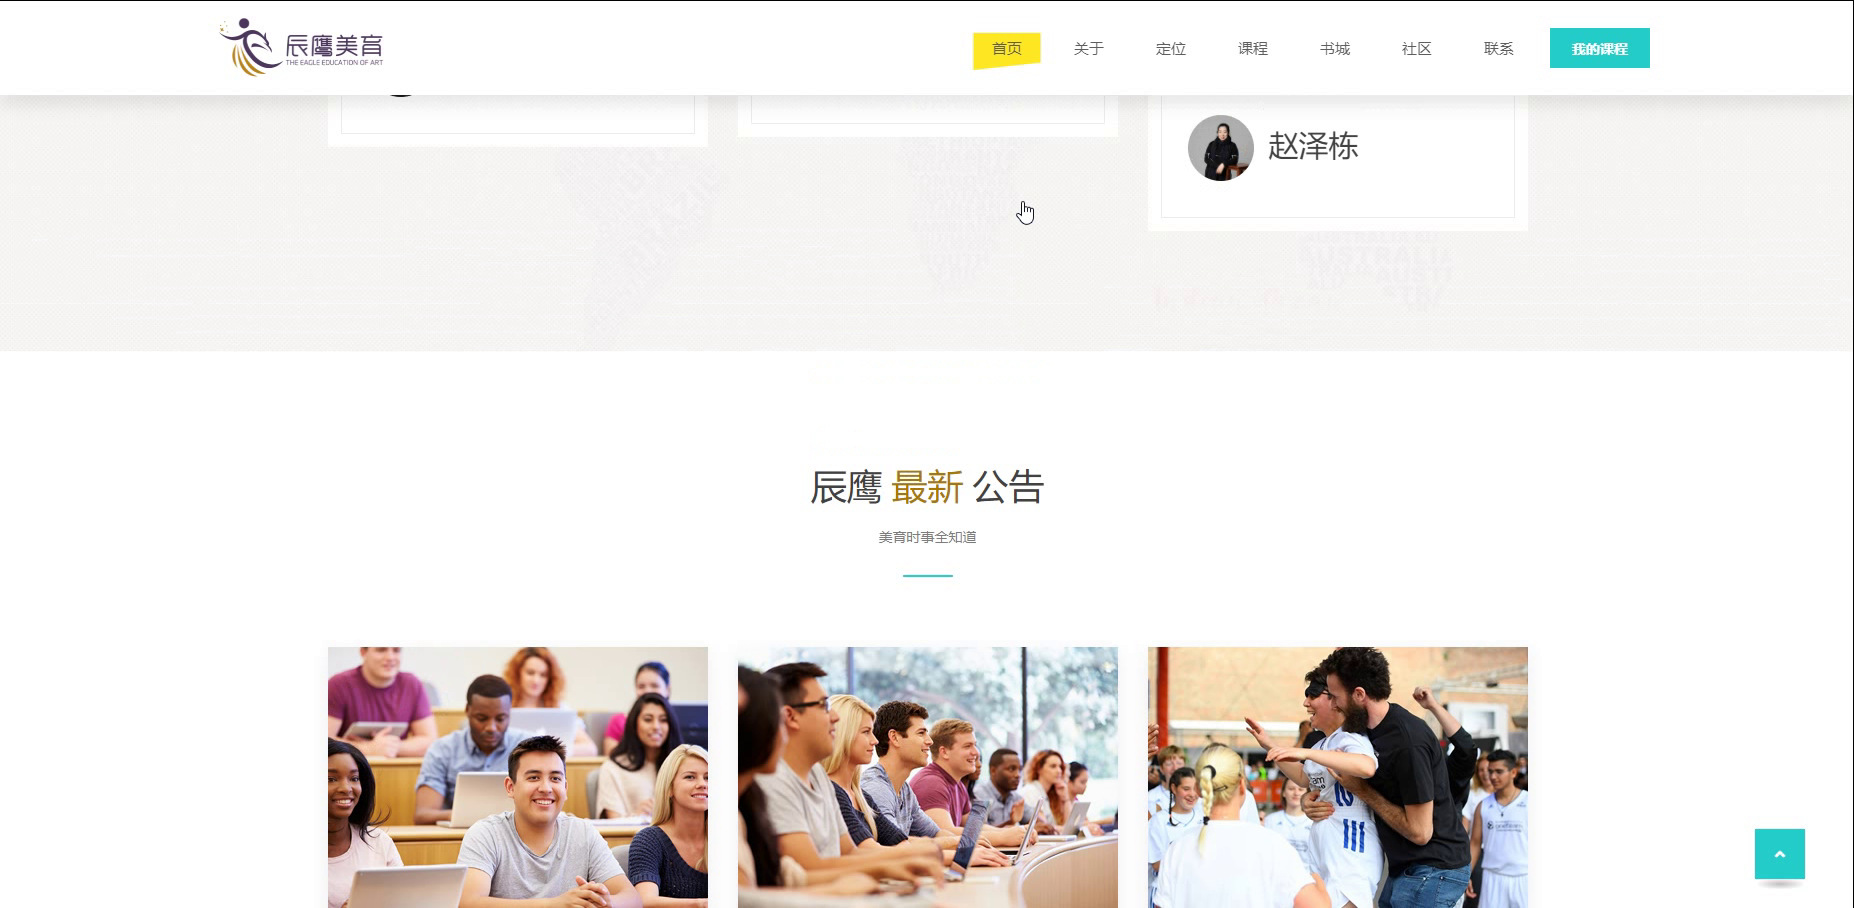 辰鹰美育
THE EAGLE EDUCATION OF ART
首页 关于 定位 课程 书城 社区 联系 我的课程
赵泽栋
BRAZIL
AUSTRALIA
辰鹰 最新 公告
美育时事全知道